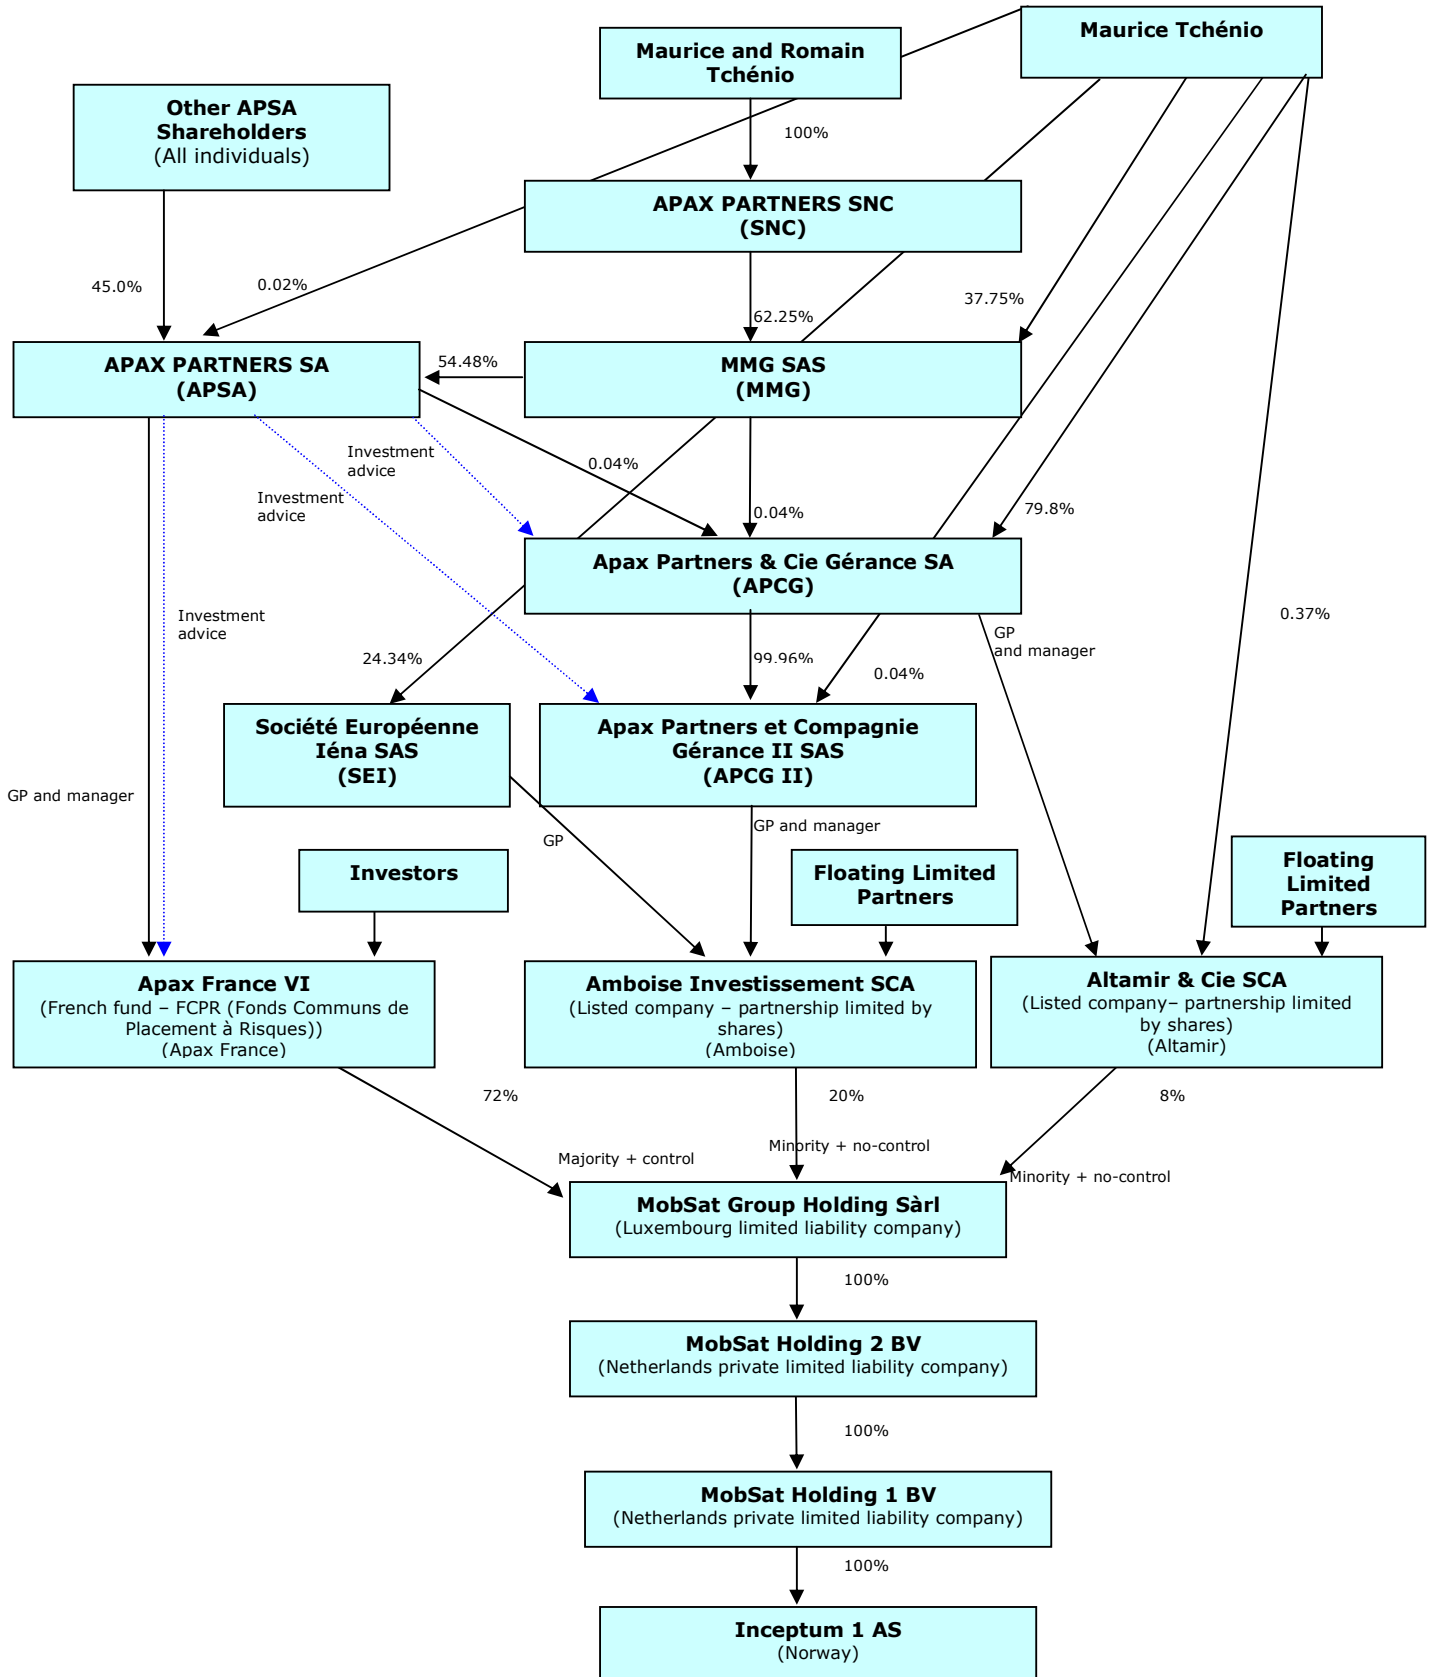 Maurice Tchénio
Maurice and Romain
Tchénio
Other APSA
Shareholders
(All individuals)
100%
APAX PARTNERS SNC
(SNC)
45.0%
0.02%
62.25%
37.75%
APAX PARTNERS SA
(APSA)
54.48%
MMG SAS
(MMG)
Investment
advice
0.04%
Investment
advice
0.04%
79.8%
Apax Partners & Cie Gérance SA
(APCG)
Investment
advice
0.37%
GP
and manager
24.34%
99.96%
0.04%
Société Européenne
Iéna SAS
(SEI)
Apax Partners et Compagnie
Gérance II SAS
(APCG II)
GP and manager
GP and manager
GP
Investors
Floating Limited
Partners
Floating
Limited
Partners
Apax France VI
(French fund – FCPR (Fonds Communs de
Placement à Risques))
(Apax France)
Amboise Investissement SCA
(Listed company – partnership limited by
shares)
(Amboise)
Altamir & Cie SCA
(Listed company– partnership limited
by shares)
(Altamir)
72%
20%
8%
Majority + control
Minority + no-control
Minority + no-control
MobSat Group Holding Sàrl
(Luxembourg limited liability company)
100%
MobSat Holding 2 BV
(Netherlands private limited liability company)
100%
MobSat Holding 1 BV
(Netherlands private limited liability company)
100%
Inceptum 1 AS
(Norway)